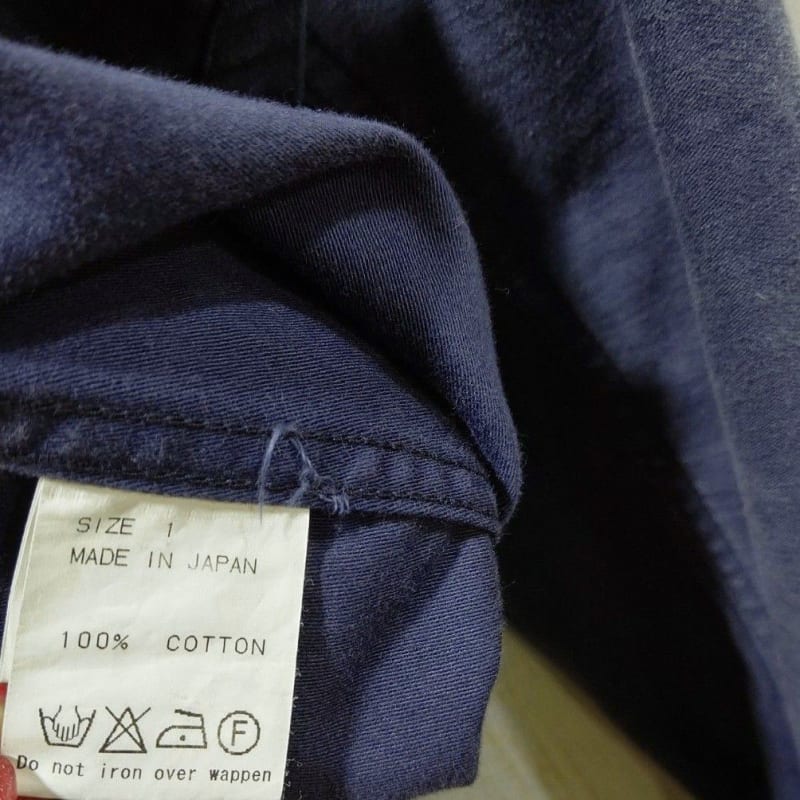 SIZE 1
MADE IN JAPAN
100% COTTON
F
Do not iron over wappen